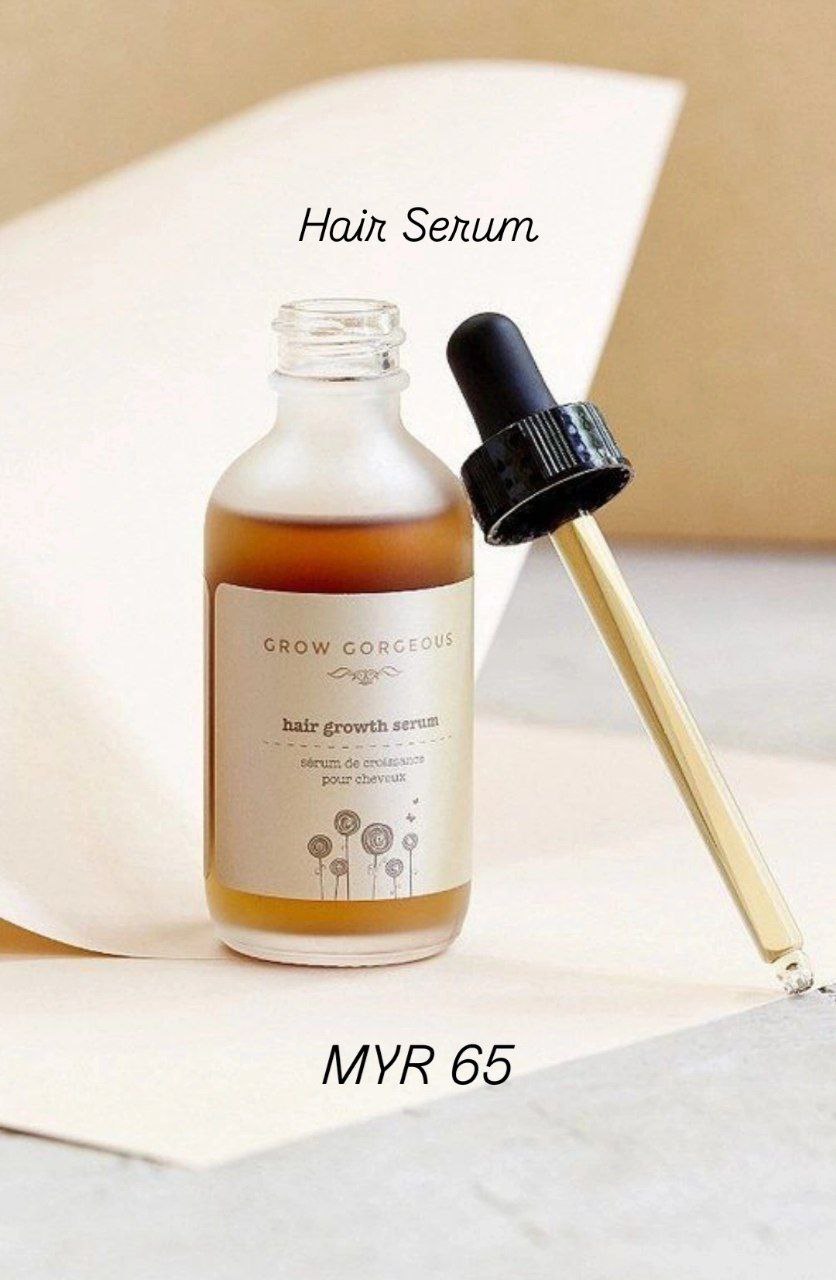 Hair Serum
GROW GORGEOUS
hair growth serum
sérum de croissance
pour cheveux
MYR 65